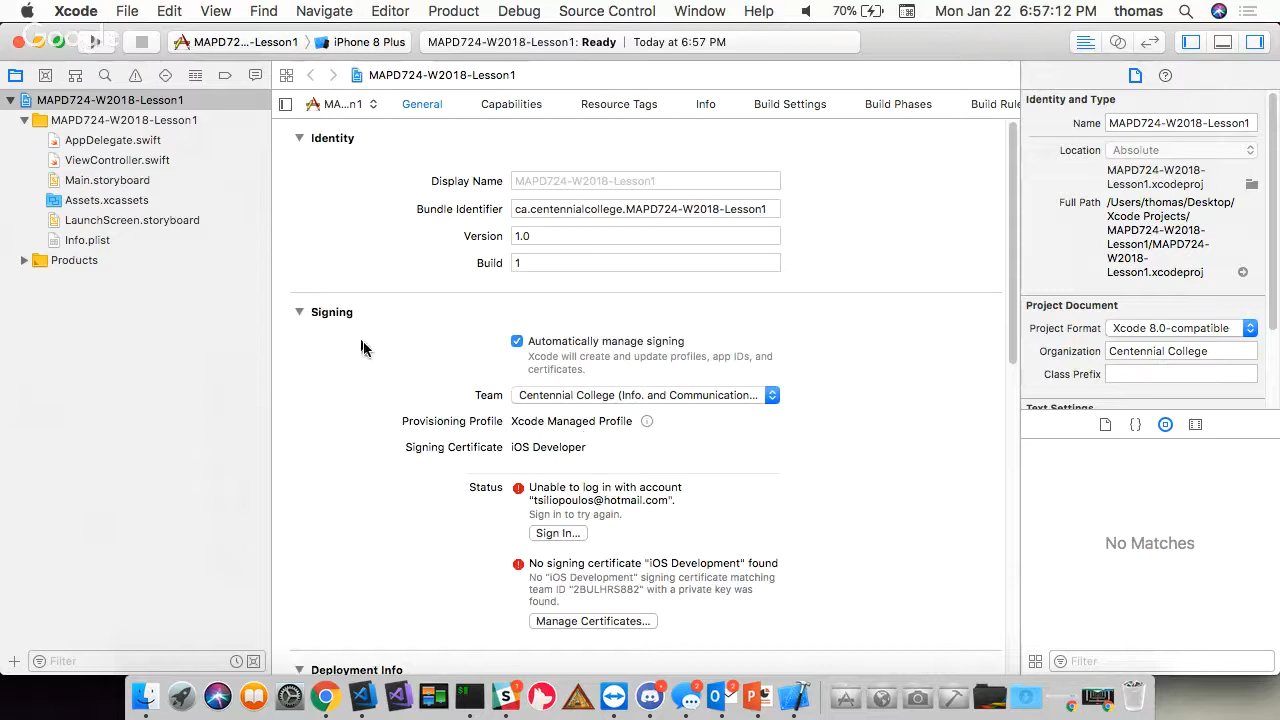 Xcode File Edit View Find Navigate Editor Product Debug Source Control Window Help 70% Mon Jan 22 6:57:12 PM thomas
Google
MAPD72...-Lesson1 iPhone 8 Plus MAPD724-W2018-Lesson1: Ready Today at 6:57 PM
MAPD724-W2018-Lesson1
MAPD724-W2018-Lesson1
AppDelegate.swift
ViewController.swift
Main.storyboard
Assets.xcassets
LaunchScreen.storyboard
Info.plist
Products
Filter
MAPD724-W2018-Lesson1
MA...n1 General Capabilities Resource Tags Info Build Settings Build Phases Build Rule
Identity
Display Name MAPD724-W2018-Lesson1
Bundle Identifier ca.centennialcollege.MAPD724-W2018-Lesson1
Version 1.0
Build 1
Signing
Automatically manage signing
Xcode will create and update profiles, app IDs, and
certificates.
Team Centennial College (Info. and Communication...
Provisioning Profile Xcode Managed Profile
Signing Certificate iOS Developer
Status Unable to log in with account
"tsiliopoulos@hotmail.com".
Sign in to try again.
Sign In...
No signing certificate "iOS Development" found
No "iOS Development" signing certificate matching
team ID "2BULHRS882" with a private key was
found.
Manage Certificates...
Deployment Info
Identity and Type
Name MAPD724-W2018-Lesson1
Location Absolute
MAPD724-W2018-
Lesson1.xcodeproj
Full Path /Users/thomas/Desktop/
Xcode Projects/
MAPD724-W2018-
Lesson1/MAPD724-
W2018-
Lesson1.xcodeproj
Project Document
Project Format Xcode 8.0-compatible
Organization Centennial College
Class Prefix
Text Settings
No Matches
Filter